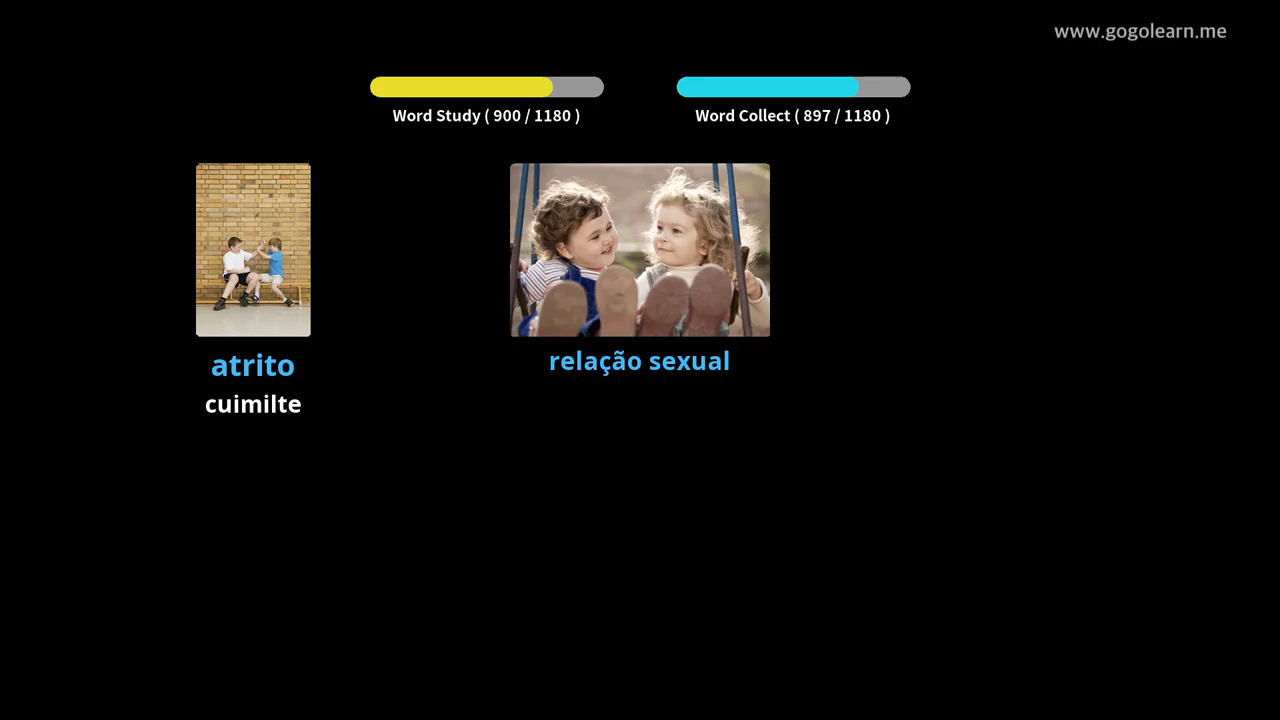 www.gogolearn.me
Word Study ( 900 / 1180 )
Word Collect ( 897 / 1180 )
atrito
relação sexual
cuimilte